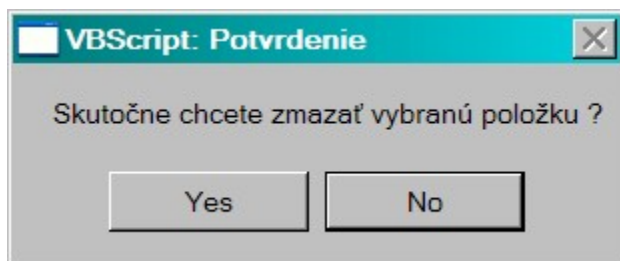 VBScript: Potvrdenie
Skutočne chcete zmazať vybranú položku ?
Yes No